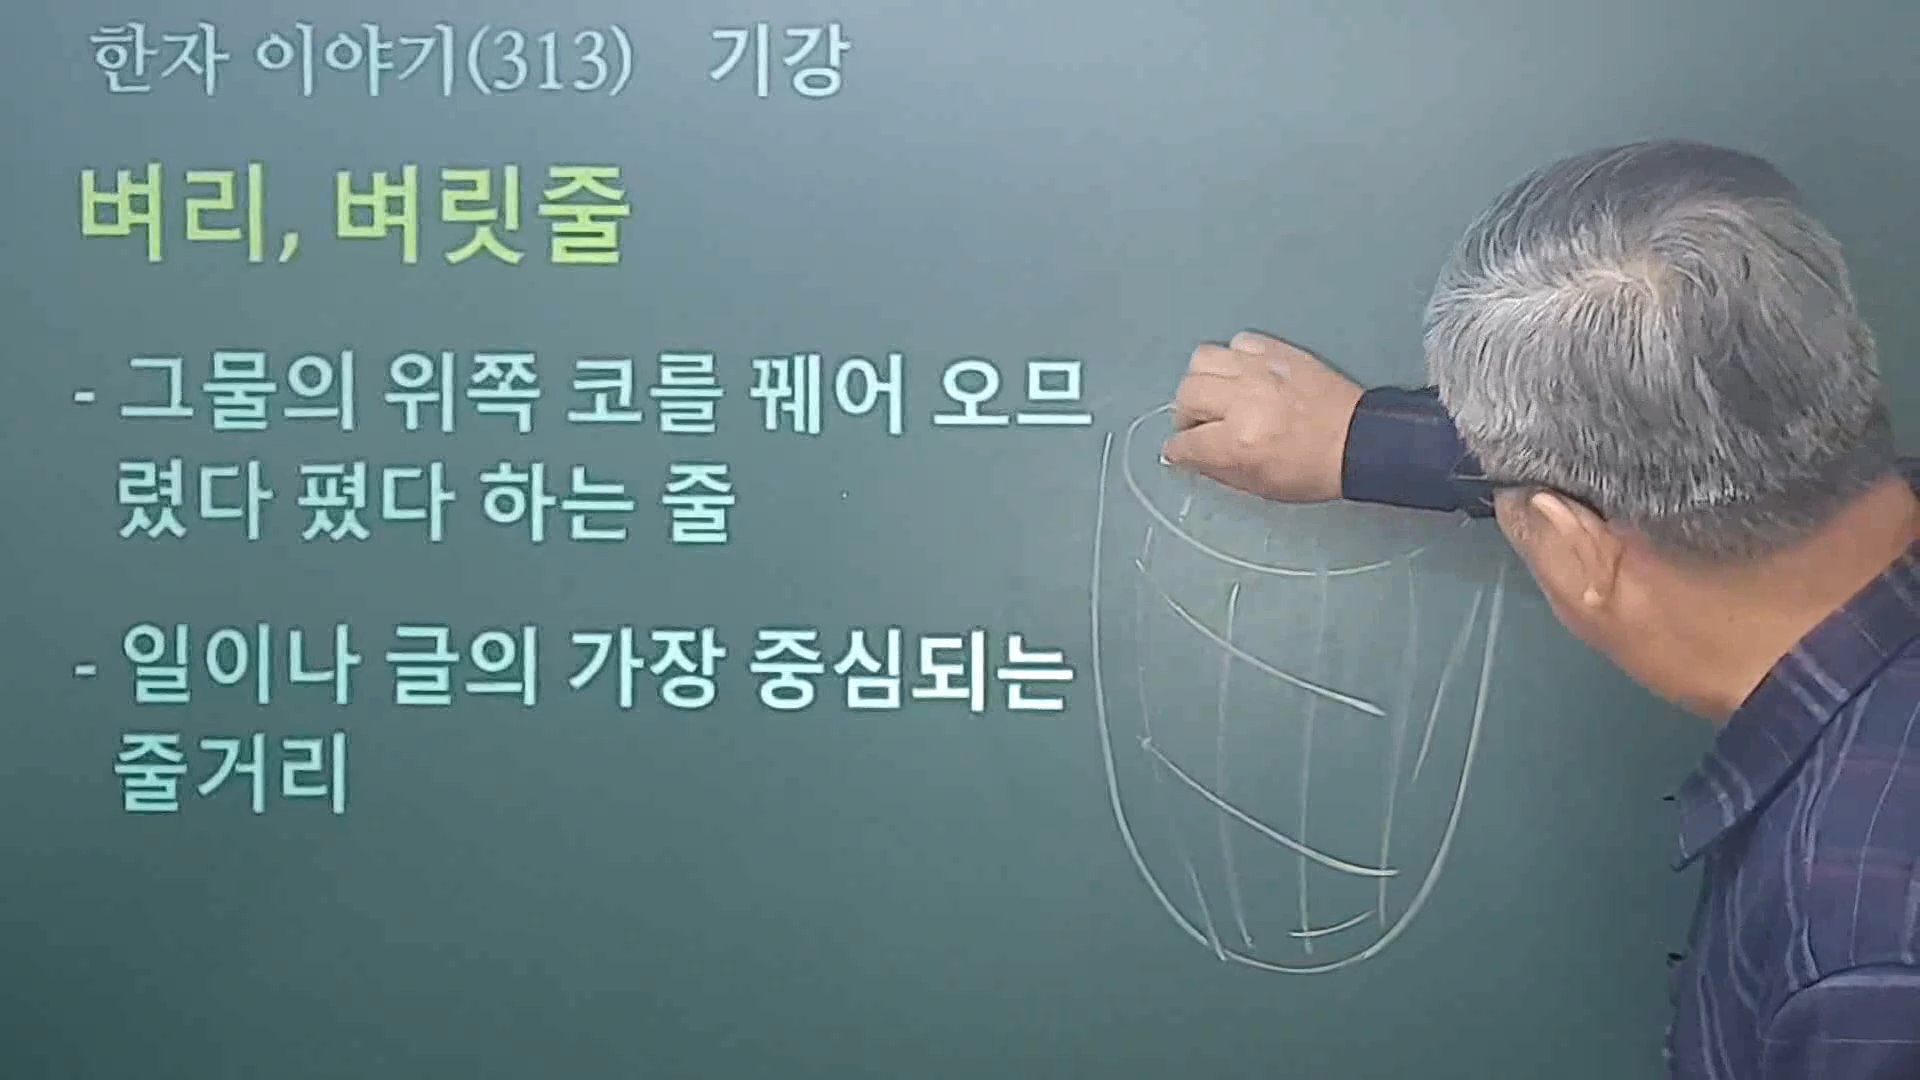 한자 이야기(313) 기강
벼리, 벼릿줄
- 그물의 위쪽 코를 꿰어 오므
렸다 폈다 하는 줄
- 일이나 글의 가장 중심되는
줄거리